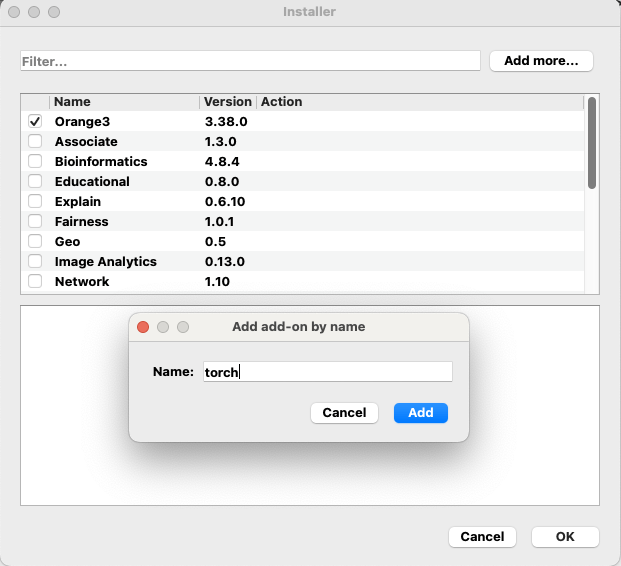 Installer
Filter...
Add more...
Name Version Action
Orange3 3.38.0
Associate 1.3.0
Bioinformatics 4.8.4
Educational 0.8.0
Explain 0.6.10
Fairness 1.0.1
Geo 0.5
Image Analytics 0.13.0
Network 1.10
Add add-on by name
Name: torch
Cancel Add
Cancel OK